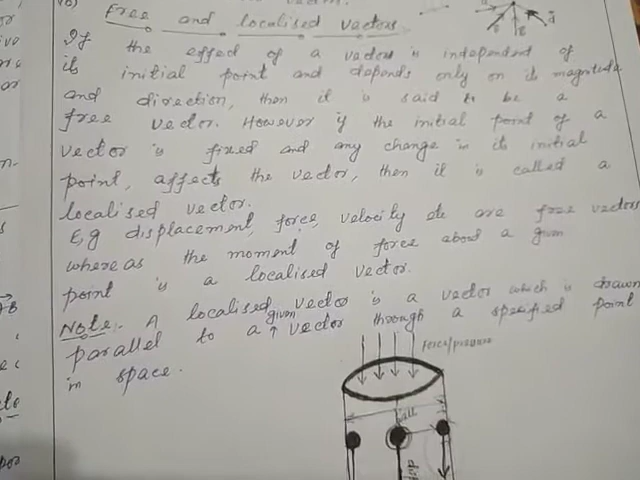 Free and localised vectors
If the effect of a vector is independent of
its initial point and depends only on its magnitude
and direction, then it is said to be a
free vector. However if the initial point of a
vector is fixed and any change in its initial
point, affects the vector, then it is called a
localised vector.
E,g displacement, force, velocity etc are free vectors
where as the moment of force about a given
point is a localised vector.
Note:- A localised vector is a vector which is drawn
parallel to a given vector through a specified point
in space.
Force/pressure